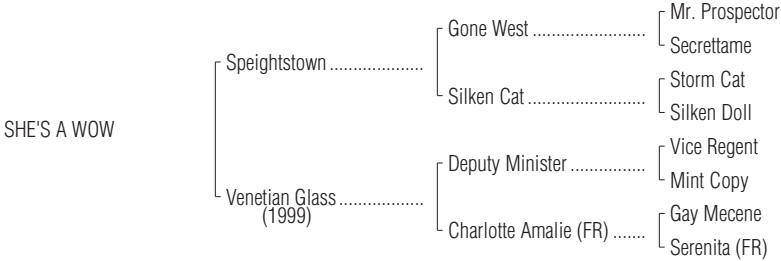 Mr. Prospector
Gone West ........................
Secrettame
Speightstown ....................
Storm Cat
Silken Cat .........................
Silken Doll
SHE'S A WOW
Vice Regent
Deputy Minister ................
Mint Copy
Venetian Glass ..................
(1999)
Gay Mecene
Charlotte Amalie (FR) .......
Serenita (FR)